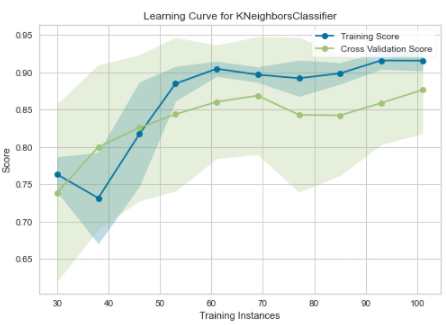 Learning Curve for KNeighborsClassifier
Training Score
Cross Validation Score
0.95
0.90
0.85
0.80
0.75
0.70
0.65
Score
30 40 50 60 70 80 90 100
Training Instances